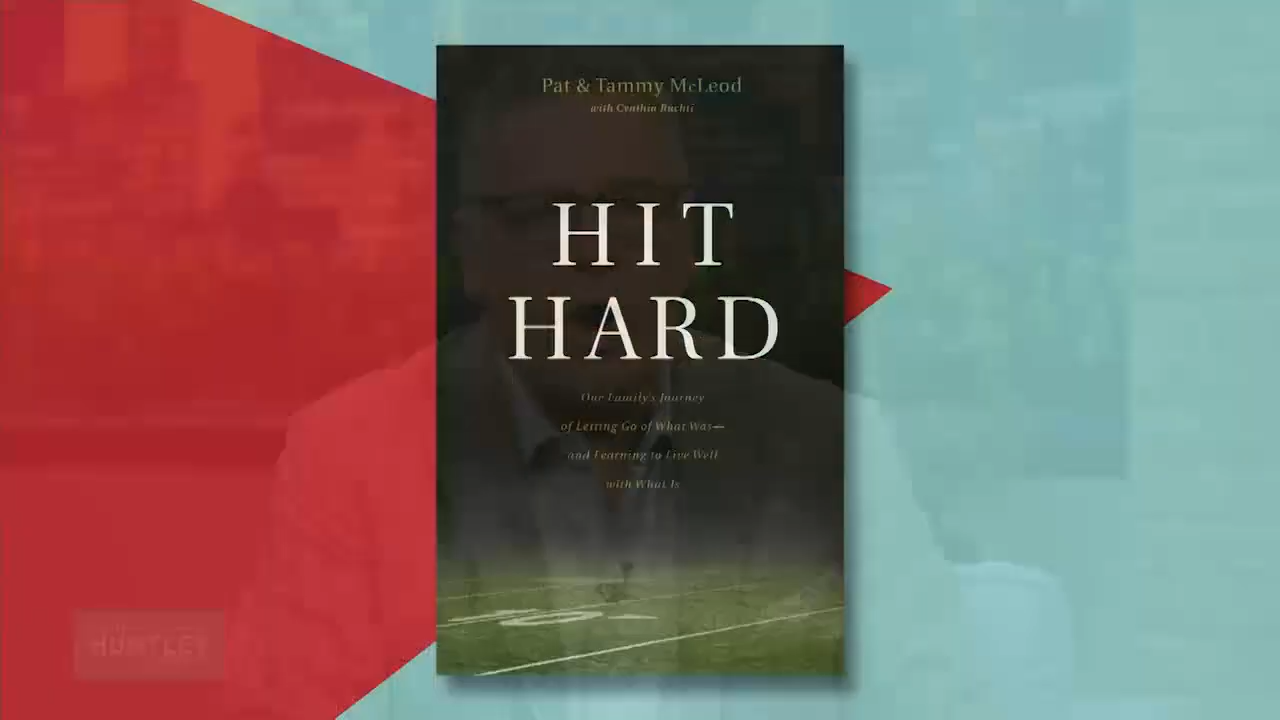 Pat & Tammy McLeod
with Cynthia Ruchti
HIT
HARD
Our Family's Journey
of Letting Go of What Was—
and Learning to Live Well
with What Is
HUNTLEY